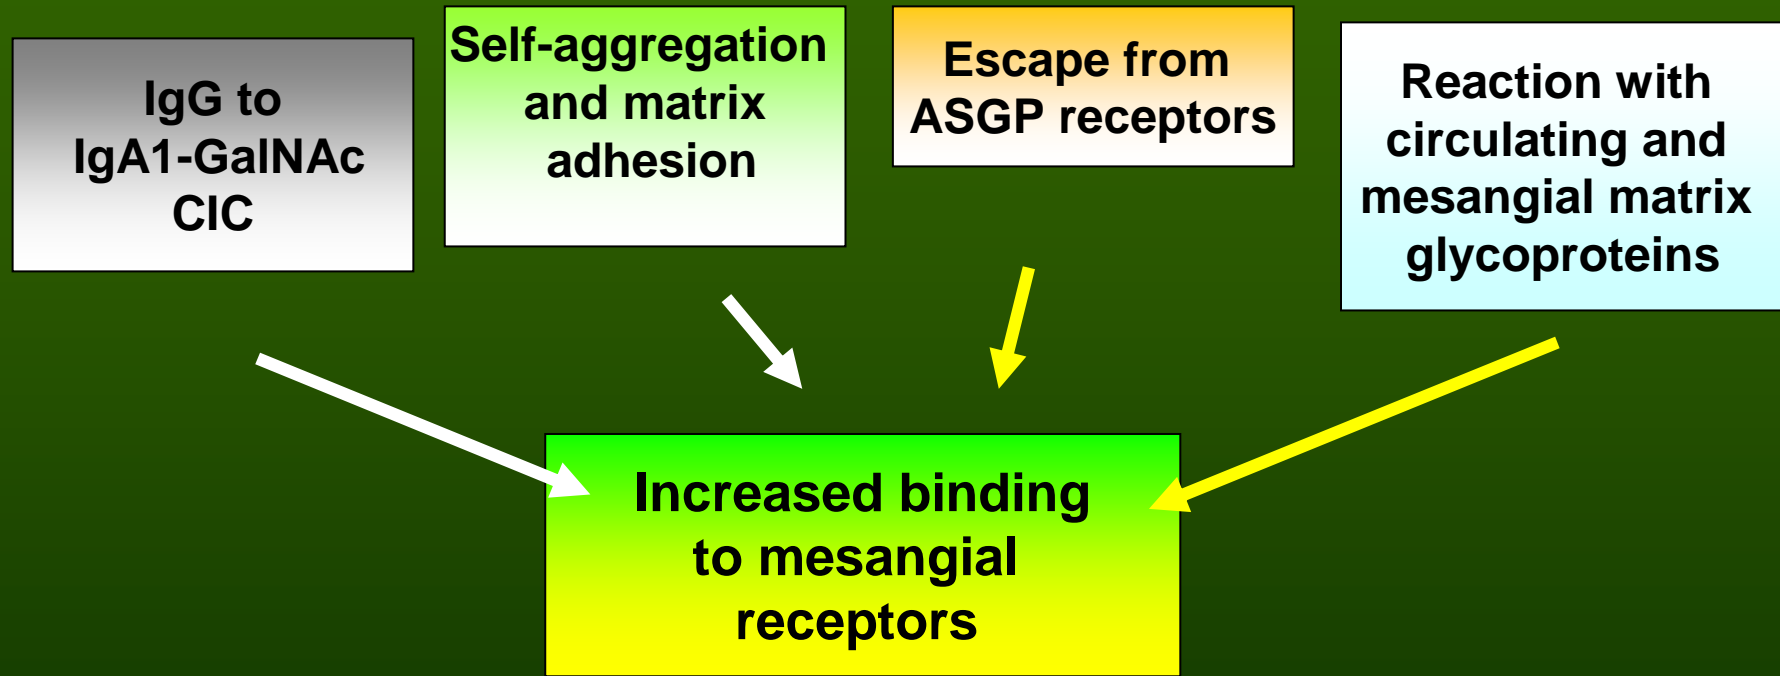 IgG to
IgA1-GalNAc
CIC
Self-aggregation
and matrix
adhesion
Escape from
ASGP receptors
Reaction with
circulating and
mesangial matrix
glycoproteins
Increased binding
to mesangial
receptors